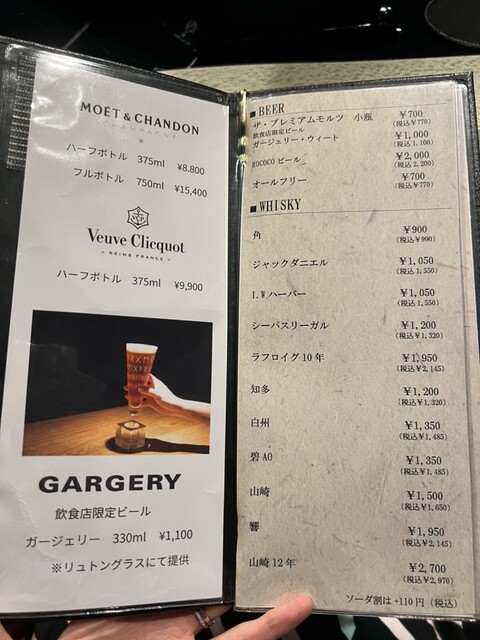 MOËT & CHANDON
CHAMPAGNE
ハーフボトル 375ml ¥8.800
フルボトル 750ml ¥15,400
Veuve Clicquot
REIMS FRANCE
ハーフボトル 375ml ¥9,900
GARGERY
飲食店限定ビール
ガージェリー 330ml ¥1,100
※リュトングラスにて提供
■BEER
ザ・プレミアムモルツ 小瓶 ¥700
(税込¥770)
飲食店限定ビール
ガージェリー・ウィート ¥1,000
(税込1,100)
ROCOCOビール ¥2,000
(税込2,200)
オールフリー ¥700
(税込¥770)
■WHISKY
角 ¥900
(税込¥990)
ジャックダニエル ¥1,050
(税込1,550)
I.Wハーパー ¥1,050
(税込1,550)
シーバスリーガル ¥1,200
(税込¥1,320)
ラフロイグ10年 ¥1,950
(税込¥2,145)
知多 ¥1,200
(税込¥1,320)
白州 ¥1,350
(税込¥1,485)
碧AO ¥1,350
(税込¥1,485)
山崎 ¥1,500
(税込¥1,650)
響 ¥1,950
(税込¥2,145)
山崎12年 ¥2,700
(税込¥2,970)
ソーダ割は+110円(税込)